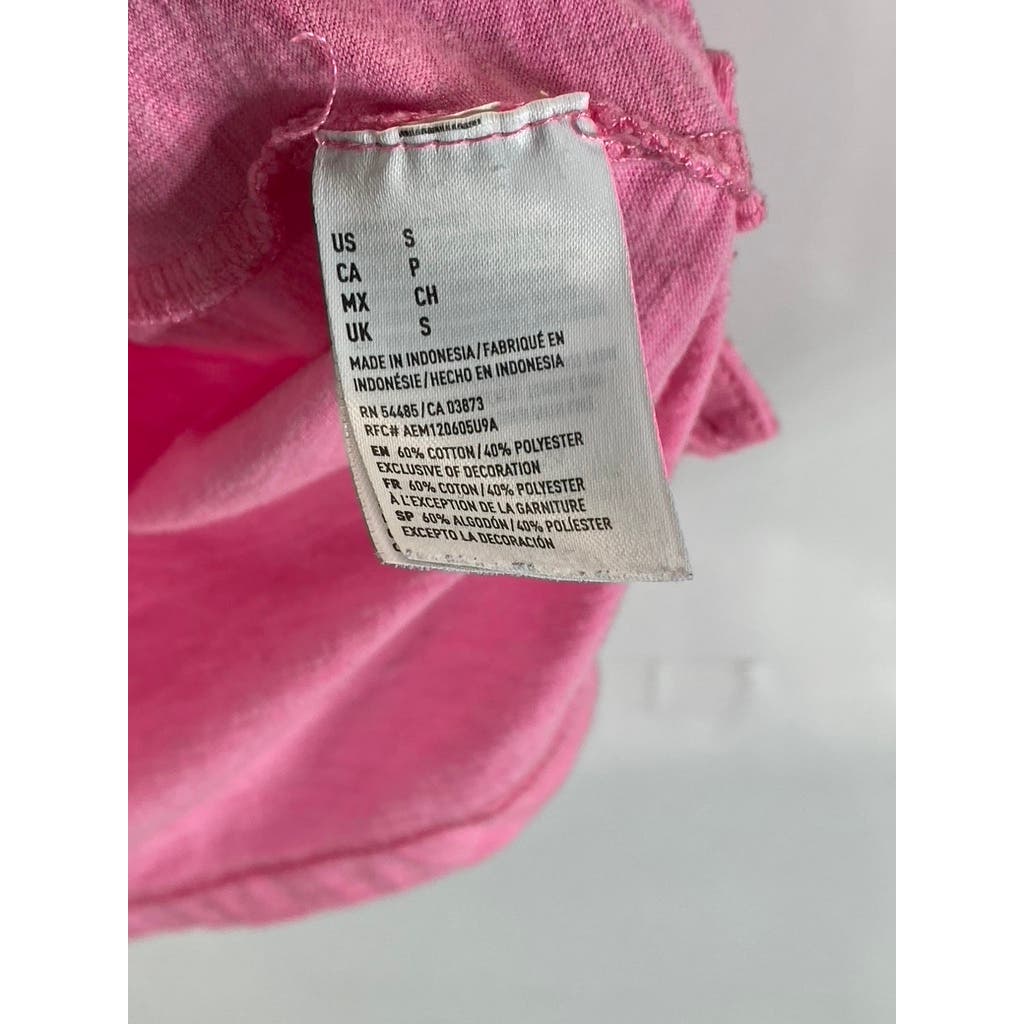 US S
CA P
MX CH
UK S
MADE IN INDONESIA/FABRIQUÉ EN
INDONÉSIE/HECHO EN INDONESIA
RN 54485/CA 03873
RFC# AEM120605U9A
EN 60% COTTON/40% POLYESTER
EXCLUSIVE OF DECORATION
FR 60% COTON/40% POLYESTER
À L'EXCEPTION DE LA GARNITURE
SP 60% ALGODÓN/40% POLÍESTER
EXCEPTO LA DECORACIÓN